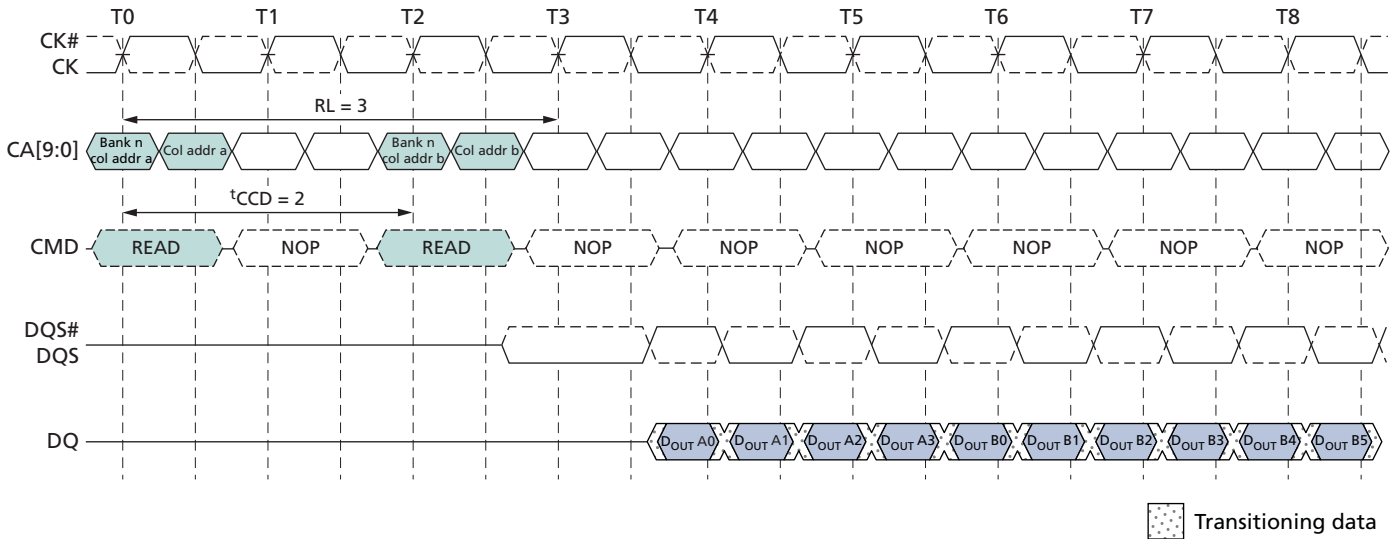 T0 T1 T2 T3 T4 T5 T6 T7 T8
CK#
CK
RL = 3
CA[9:0]
Bank n
col addr a
Col addr a
Bank n
col addr b
Col addr b
tCCD = 2
CMD READ NOP READ NOP NOP NOP NOP NOP NOP
DQS#
DQS
DQ DOUT A0 DOUT A1 DOUT A2 DOUT A3 DOUT B0 DOUT B1 DOUT B2 DOUT B3 DOUT B4 DOUT B5
Transitioning data